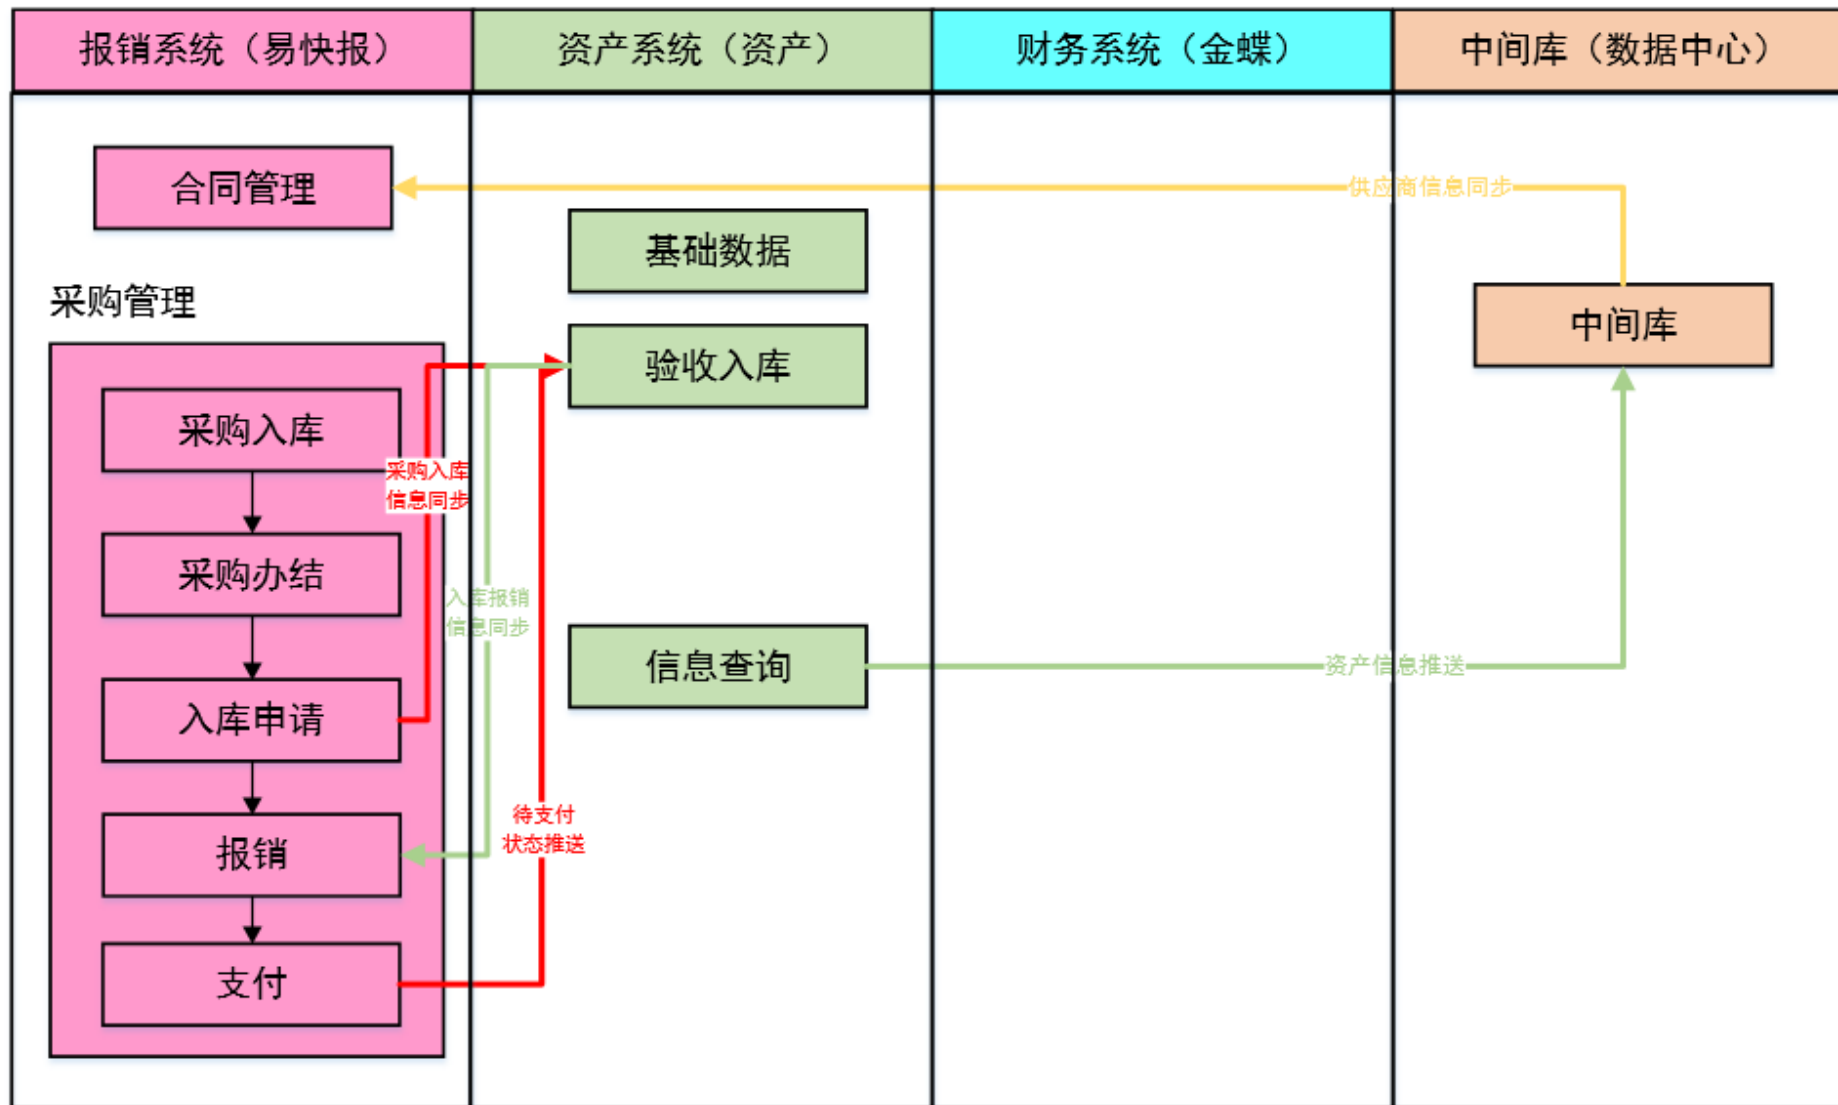 报销系统（易快报）
资产系统（资产）
财务系统（金蝶）
中间库（数据中心）
合同管理
供应商信息同步
基础数据
采购管理
中间库
验收入库
采购入库
采购入库
信息同步
采购办结
入库报销
信息同步
信息查询
资产信息推送
入库申请
待支付
状态推送
报销
支付